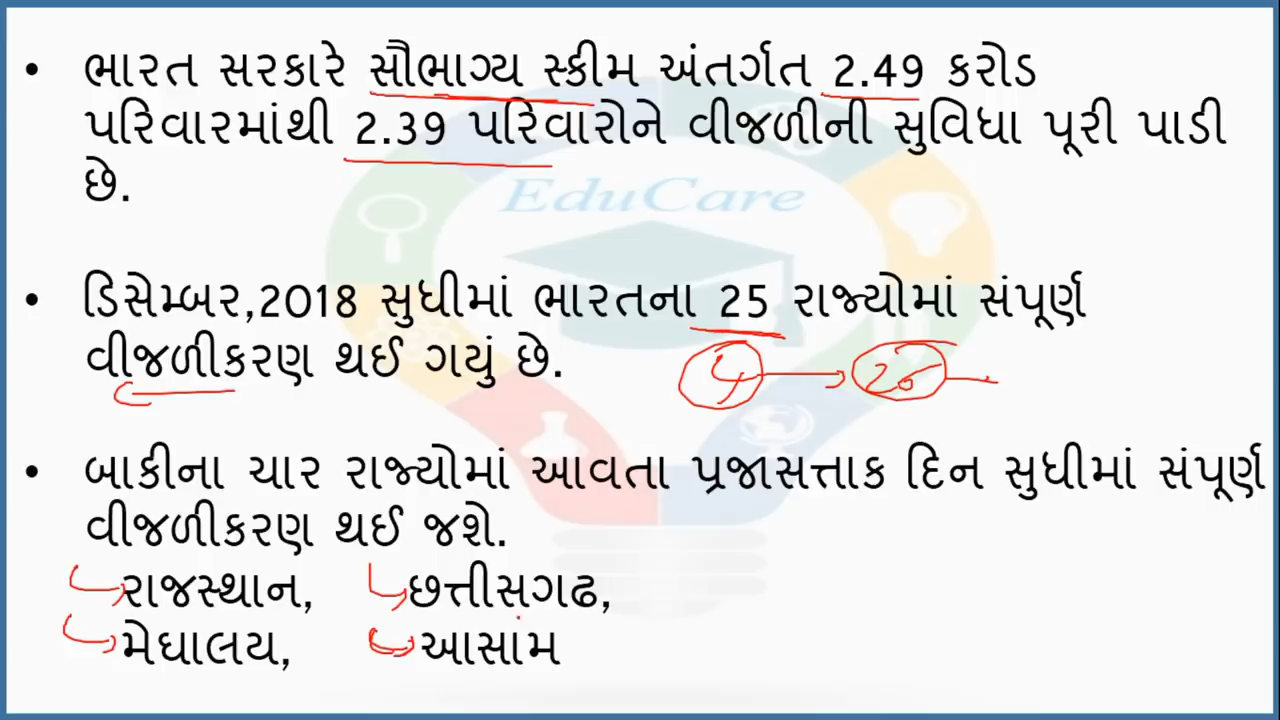 • ભારત સરકારે સૌભાગ્ય સ્કીમ અંતર્ગત 2.49 કરોડ
પરિવારમાંથી 2.39 પરિવારોને વીજળીની સુવિધા પૂરી પાડી
છે.
EduCare
• ડિસેમ્બર,2018 સુધીમાં ભારતના 25 રાજ્યોમાં સંપૂર્ણ
વીજળીકરણ થઈ ગયું છે.
• બાકીના ચાર રાજ્યોમાં આવતા પ્રજાસત્તાક દિન સુધીમાં સંપૂર્ણ
વીજળીકરણ થઈ જશે.
રાજસ્થાન, છત્તીસગઢ,
મેઘાલય, આસામ